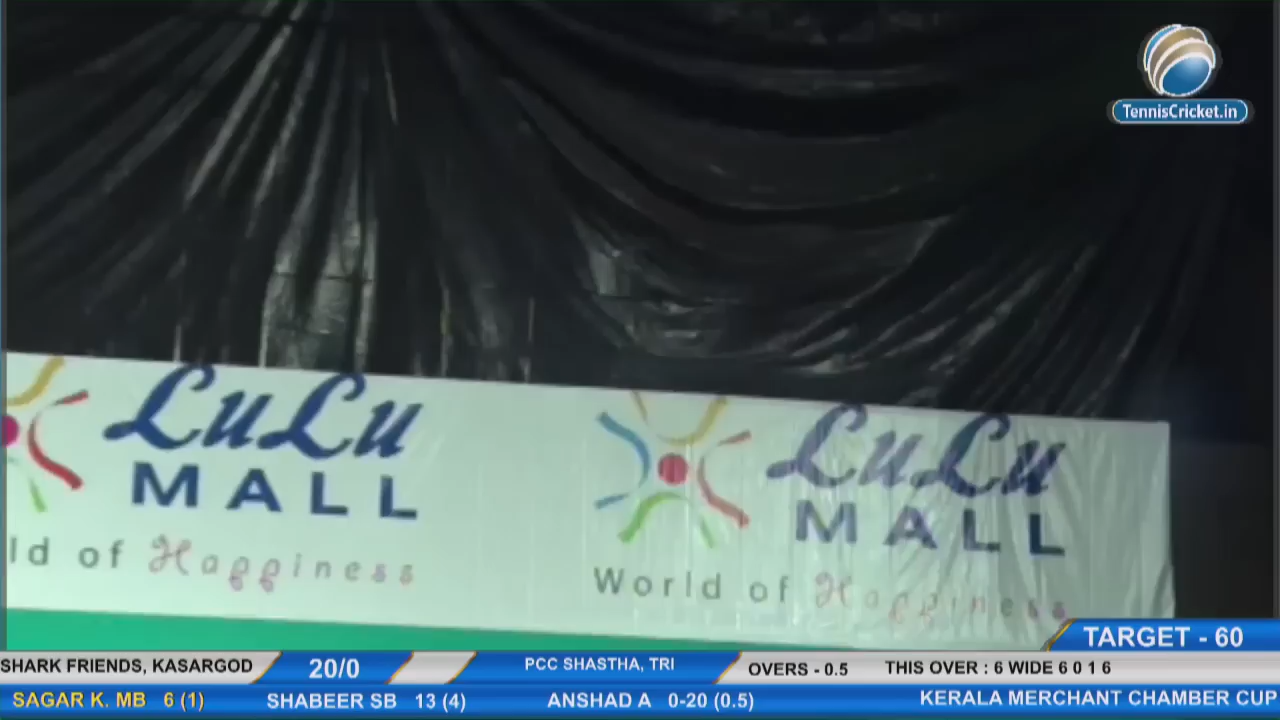 TennisCricket.in
LuLu
MALL
ld of Happiness
LuLu
MALL
World of Happiness
TARGET - 60
SHARK FRIENDS, KASARGOD 20/0 PCC SHASTHA, TRI OVERS - 0.5 THIS OVER : 6 WIDE 6 0 1 6
SAGAR K. MB 6 (1) SHABEER SB 13 (4) ANSHAD A 0-20 (0.5) KERALA MERCHANT CHAMBER CUP